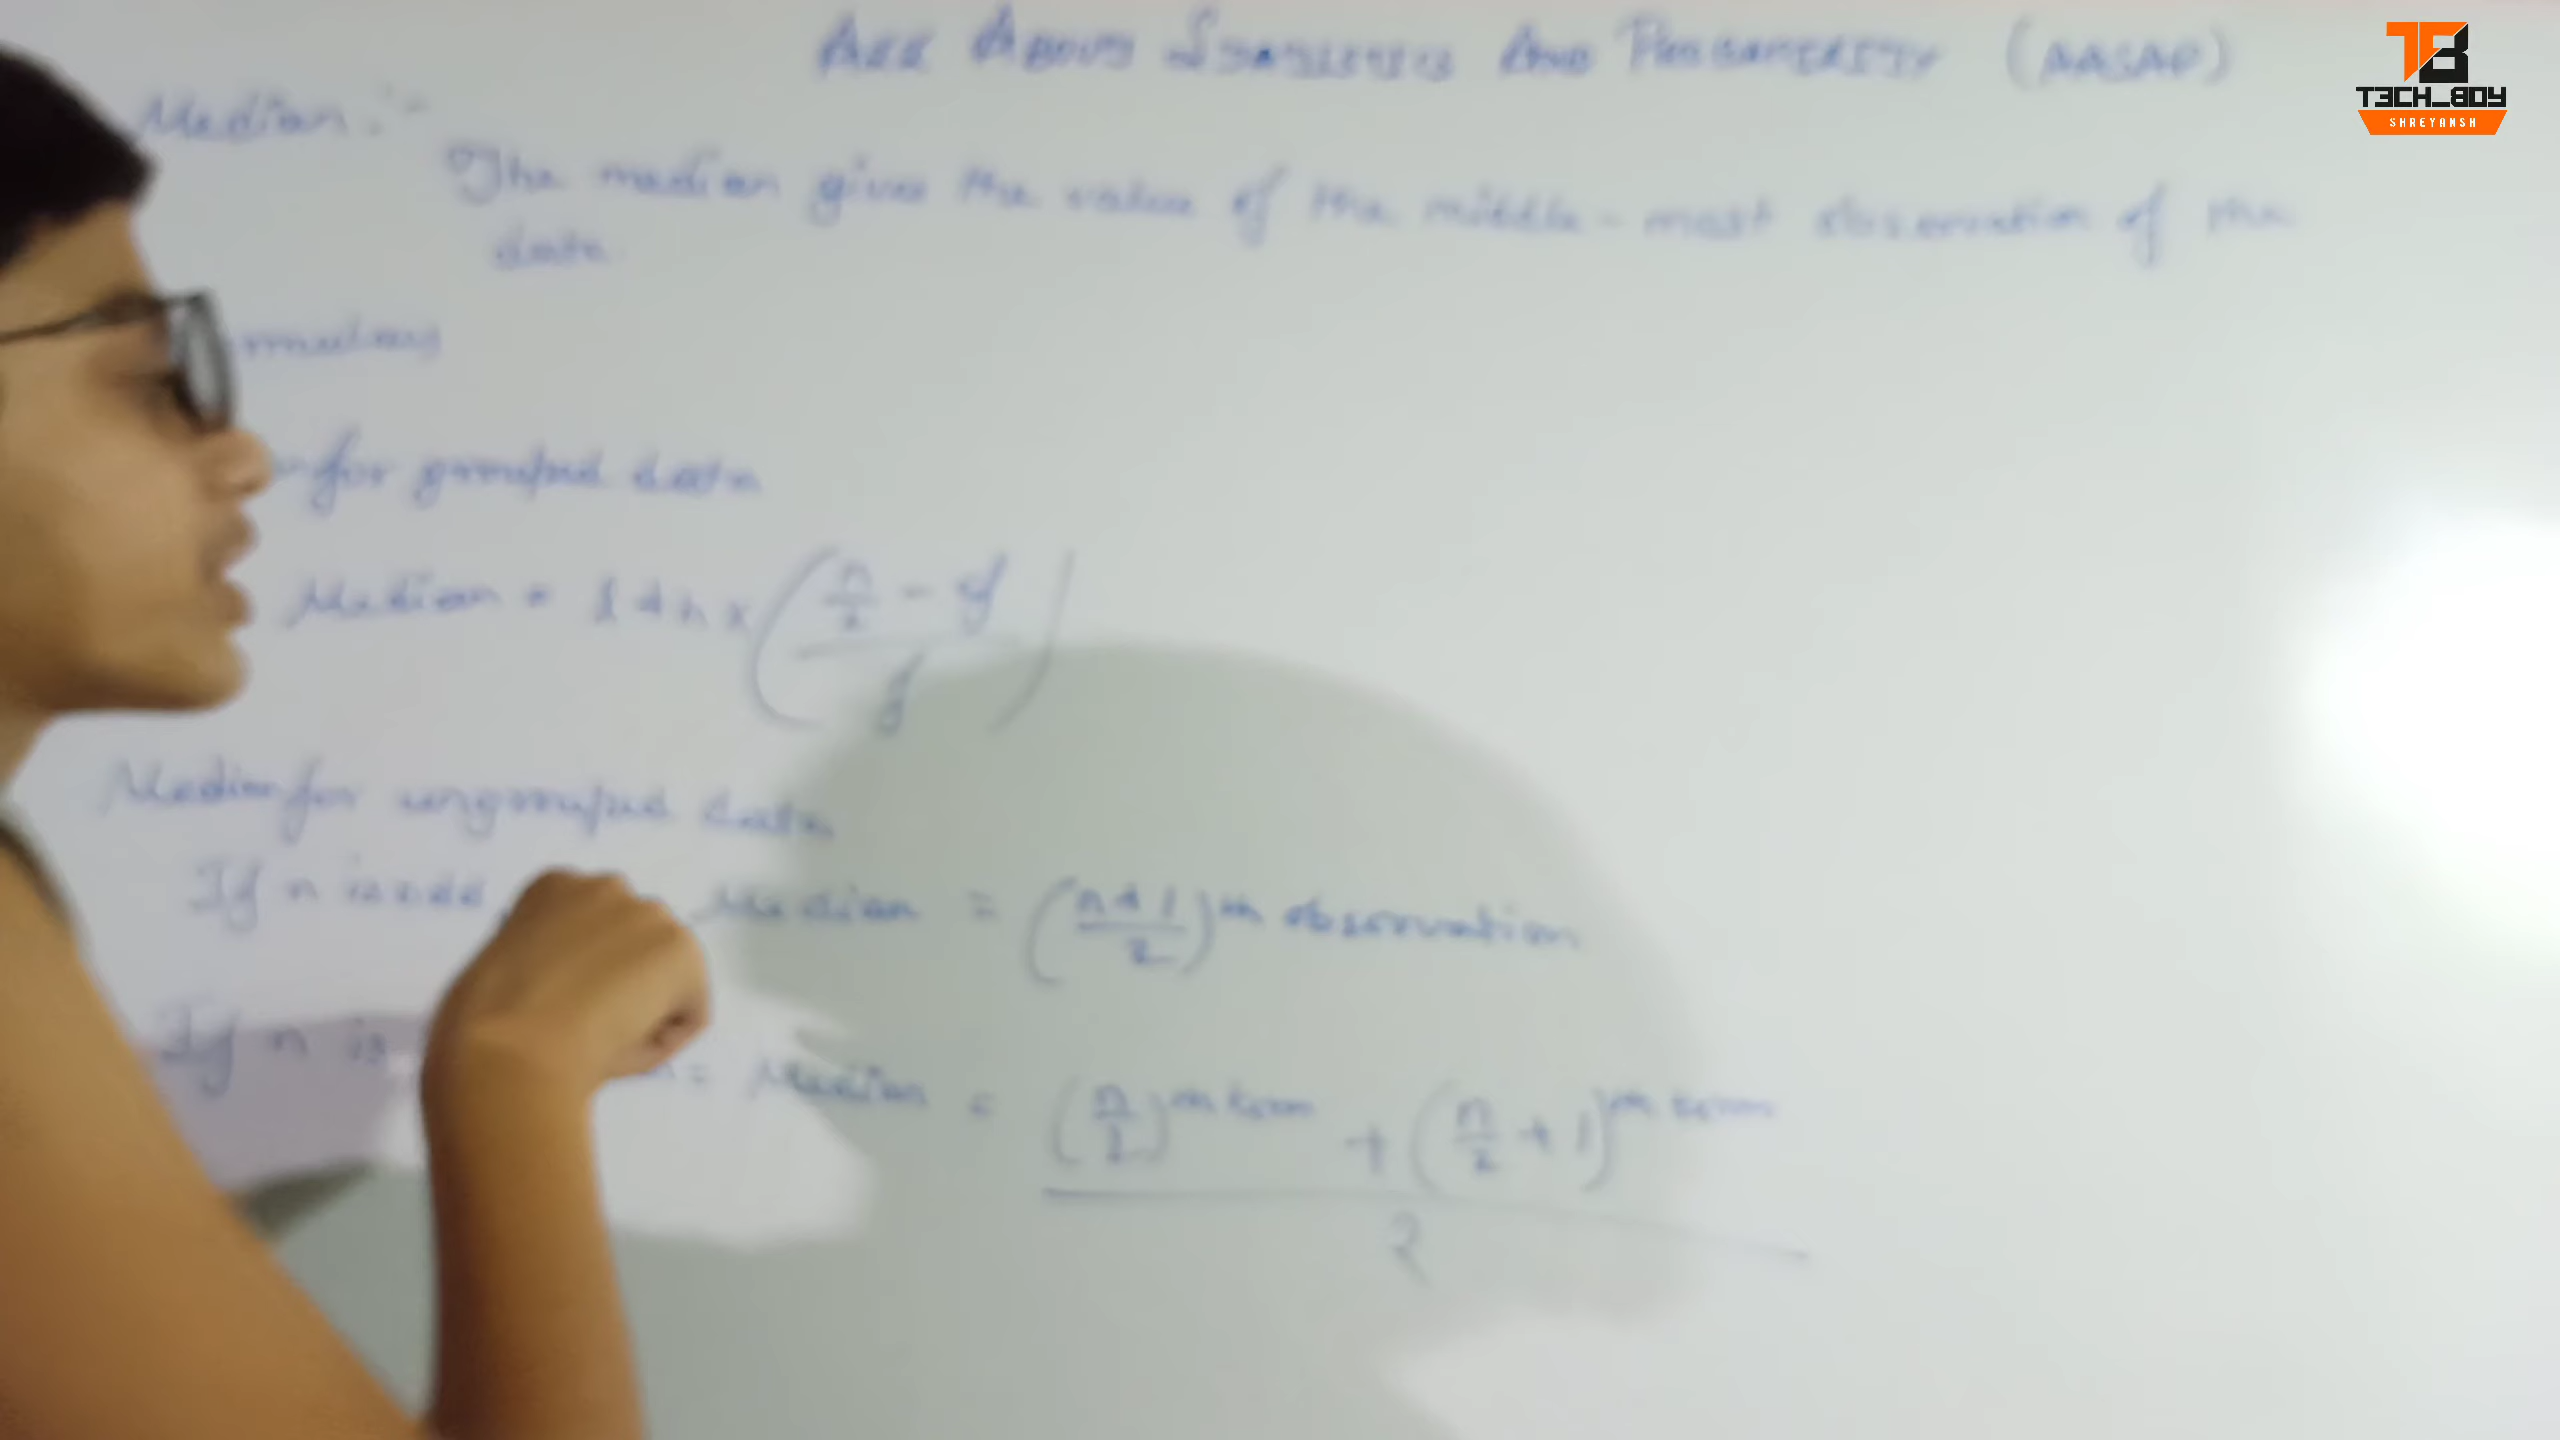 ALL ABOUT STATISTICS AND PROBABILITY (AASAP)
T3CH_BOY
SHREYANSH
Median :-
The median gives the value of the middle-most observation of the
data
mulas
for grouped data
Median = l + h × ( (n/2 - cf) / f )
Median for ungrouped data
If n is odd, Median = ((n+1)/2)th observation
If n is = Median = ((n/2)th term + (n/2 + 1)th term) / 2